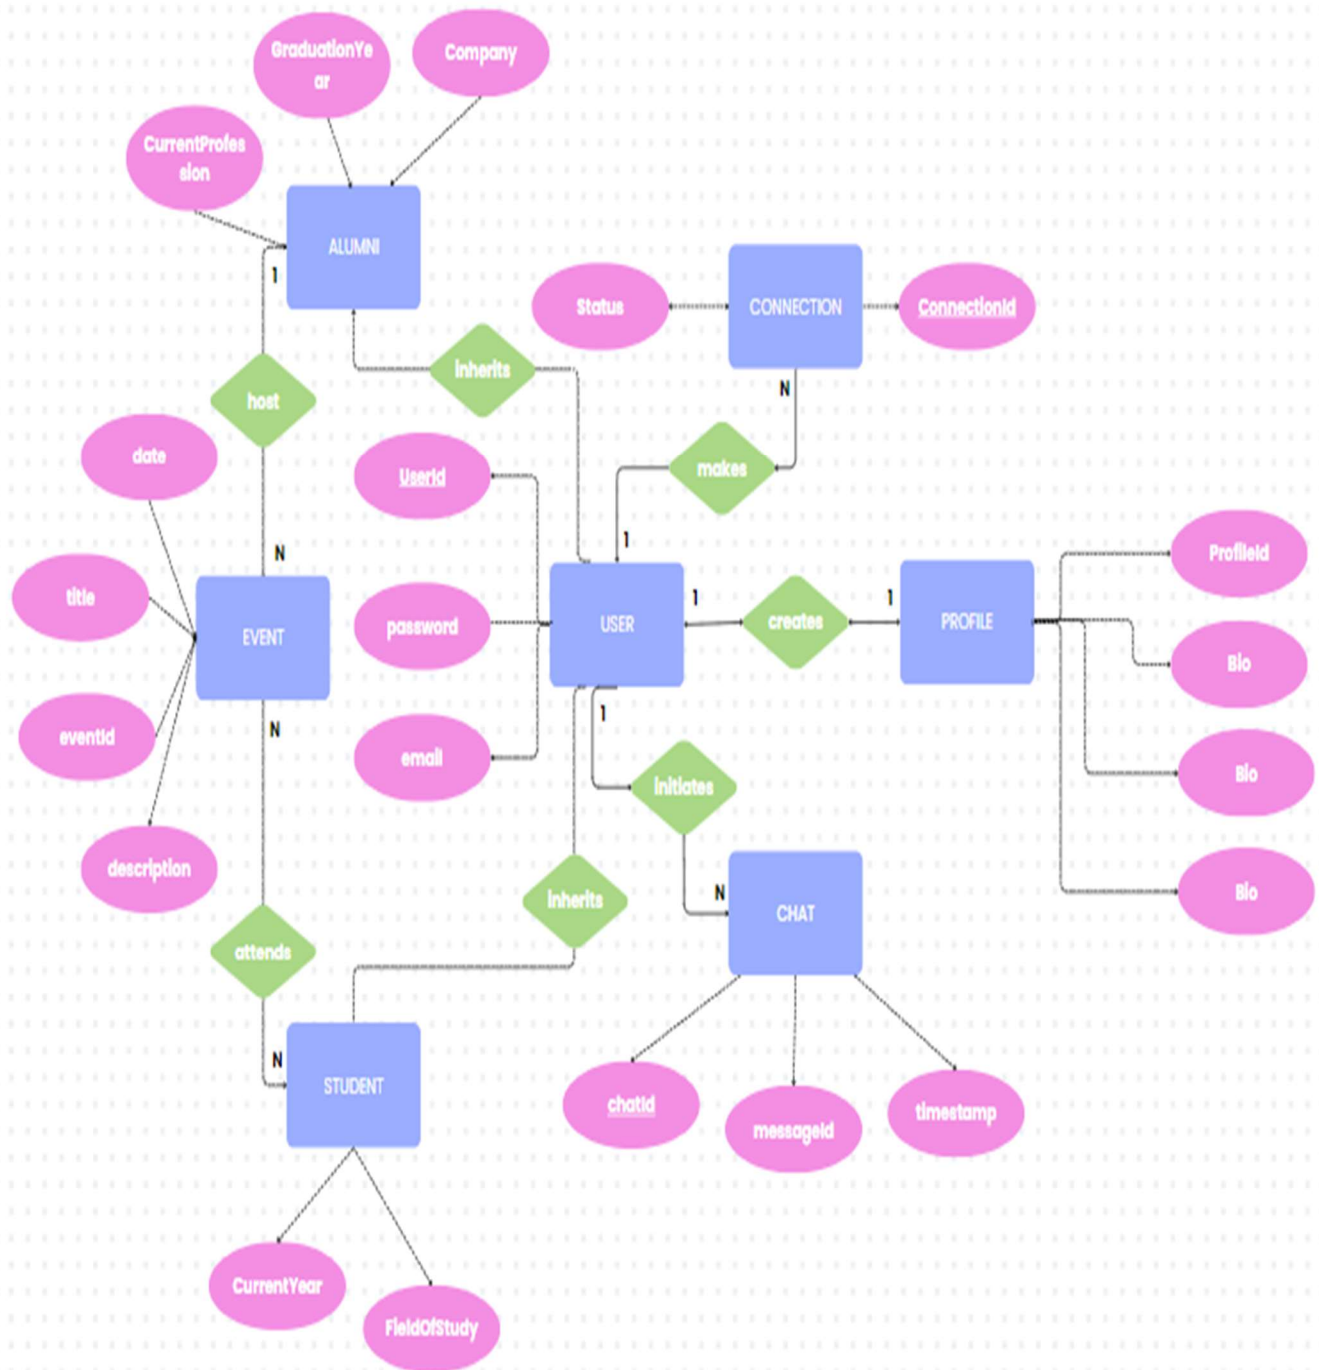 GraduationYe
ar
Company
CurrentProfes
sion
ALUMNI
1
Status
CONNECTION
ConnectionId
inherits
N
host
date
UserId
makes
N
1
ProfileId
title
EVENT
password
USER
1
creates
1
PROFILE
Bio
eventId
N
1
email
initiates
Bio
description
inherits
N
CHAT
Bio
attends
N
STUDENT
chatId
messageId
timestamp
CurrentYear
FieldOfStudy